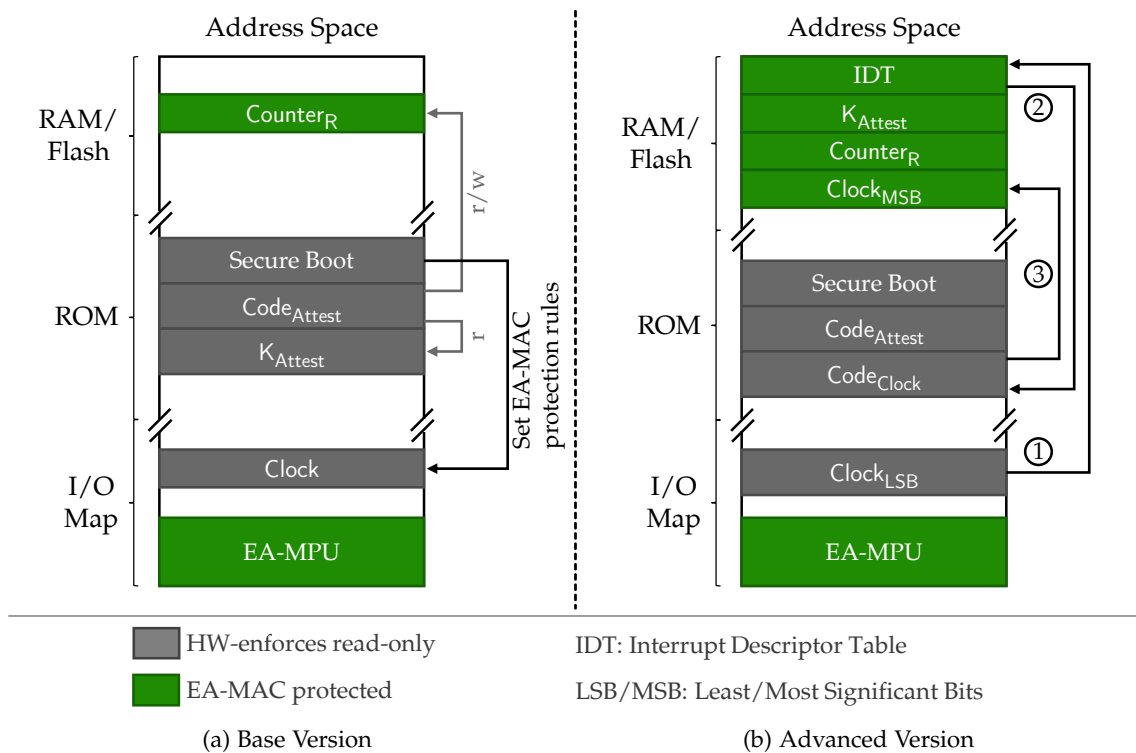 Address Space
RAM/
Flash
ROM
I/O
Map
Counter_R
Secure Boot
Code_Attest
K_Attest
Clock
EA-MPU
r/w
r
Set EA-MAC
protection rules
Address Space
RAM/
Flash
ROM
I/O
Map
IDT
K_Attest
Counter_R
Clock_MSB
Secure Boot
Code_Attest
Code_Clock
Clock_LSB
EA-MPU
②
③
①
HW-enforces read-only
EA-MAC protected
IDT: Interrupt Descriptor Table
LSB/MSB: Least/Most Significant Bits
(a) Base Version
(b) Advanced Version